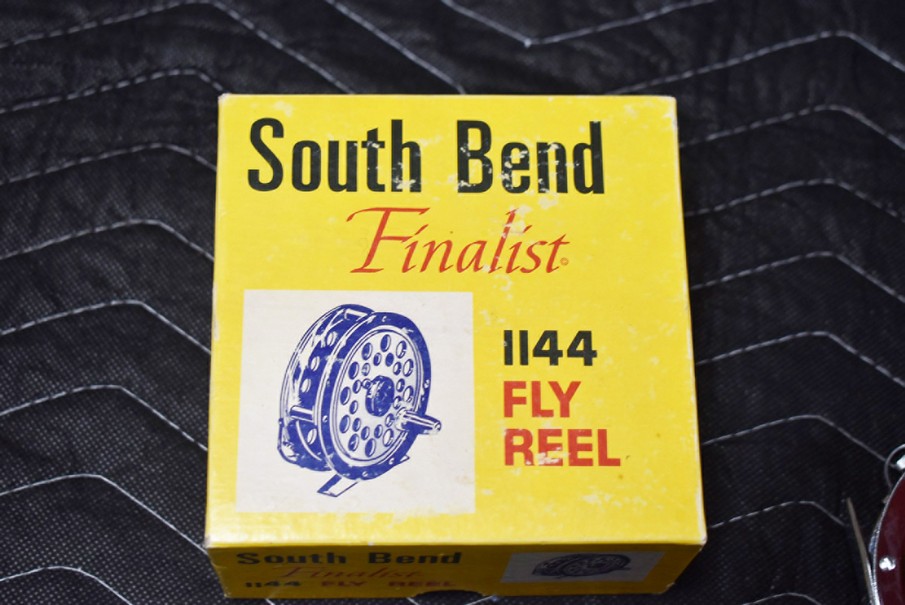 South Bend
Finalist
1144
FLY
REEL
South Bend
Finalist
1144 FLY REEL